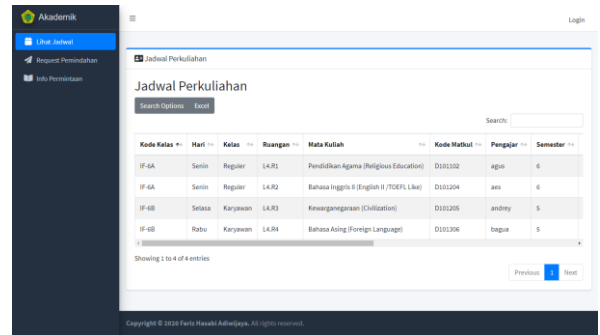 Akademik
Login
Lihat Jadwal
Request Pemindahan
Info Permintaan
Jadwal Perkuliahan
Jadwal Perkuliahan
Search Options Excel
Search:
Kode Kelas Hari Kelas Ruangan Mata Kuliah Kode Matkul Pengajar Semester
IF-6A Senin Reguler L4.R1 Pendidikan Agama (Religious Education) D101102 agus 6
IF-6A Senin Reguler L4.R2 Bahasa Inggris II (English II /TOEFL Like) D101204 aes 6
IF-6B Selasa Karyawan L4.R3 Kewarganegaraan (Civilization) D101205 andrey 5
IF-6B Rabu Karyawan L4.R4 Bahasa Asing (Foreign Language) D101306 bagua 5
Showing 1 to 4 of 4 entries
Previous 1 Next
Copyright © 2020 Fariz Hasabi Adiwijaya. All rights reserved.